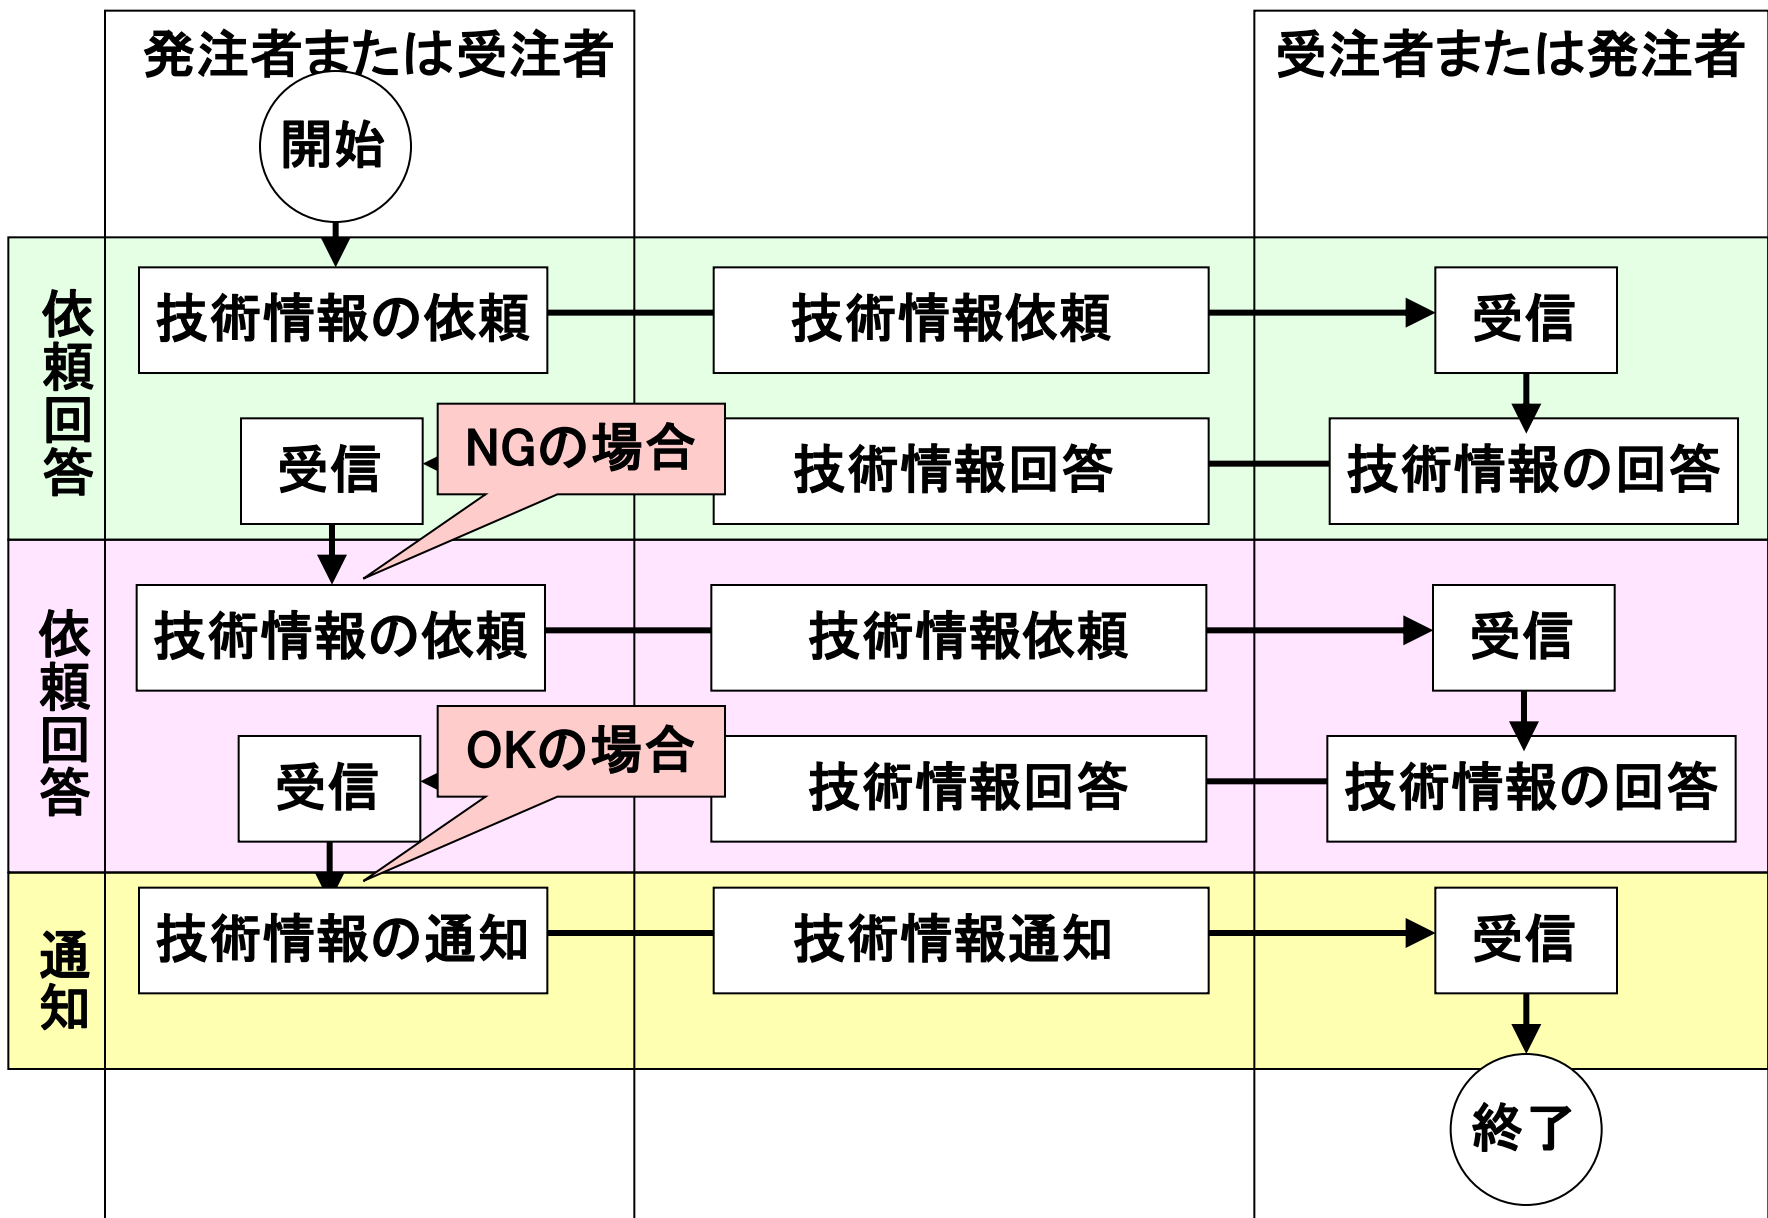 発注者または受注者
受注者または発注者
開始
依頼回答
技術情報の依頼
技術情報依頼
受信
受信
NGの場合
技術情報回答
技術情報の回答
依頼回答
技術情報の依頼
技術情報依頼
受信
受信
OKの場合
技術情報回答
技術情報の回答
通知
技術情報の通知
技術情報通知
受信
終了